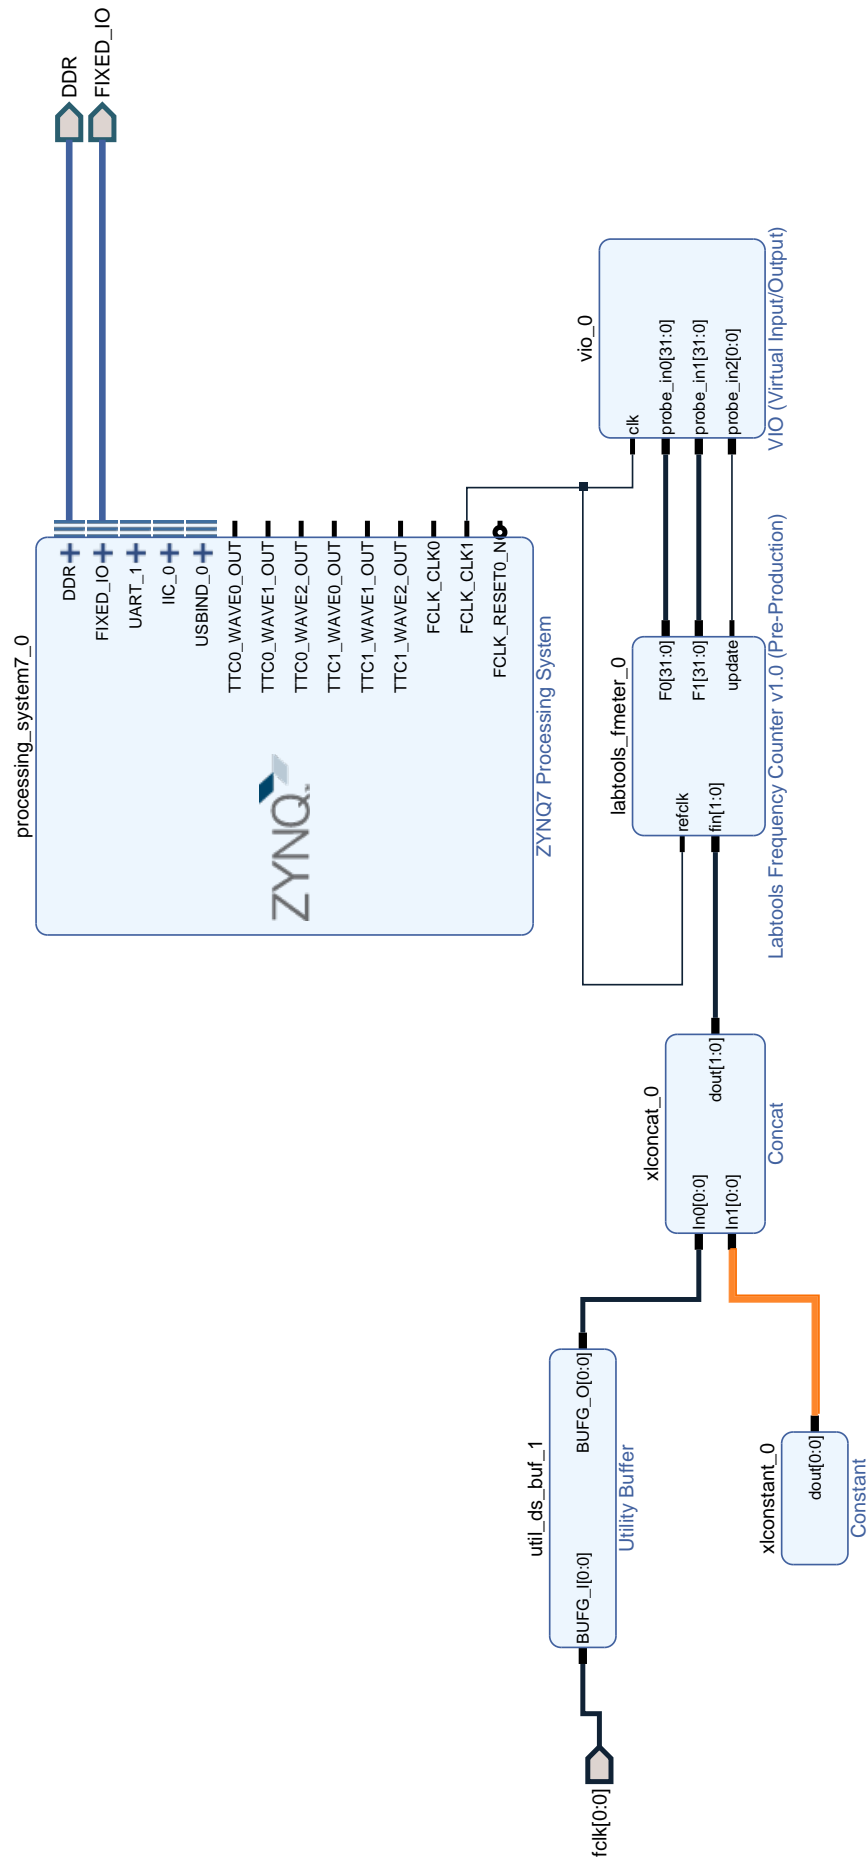 fclk[0:0]
util_ds_buf_1
BUFG_I[0:0]
BUFG_O[0:0]
Utility Buffer
xlconstant_0
dout[0:0]
Constant
xlconcat_0
In0[0:0]
In1[0:0]
dout[1:0]
Concat
processing_system7_0
ZYNQ
DDR
FIXED_IO
UART_1
IIC_0
USBIND_0
TTC0_WAVE0_OUT
TTC0_WAVE1_OUT
TTC0_WAVE2_OUT
TTC1_WAVE0_OUT
TTC1_WAVE1_OUT
TTC1_WAVE2_OUT
FCLK_CLK0
FCLK_CLK1
FCLK_RESET0_N
ZYNQ7 Processing System
labtools_fmeter_0
refclk
fin[1:0]
F0[31:0]
F1[31:0]
update
Labtools Frequency Counter v1.0 (Pre-Production)
vio_0
clk
probe_in0[31:0]
probe_in1[31:0]
probe_in2[0:0]
VIO (Virtual Input/Output)
DDR
FIXED_IO